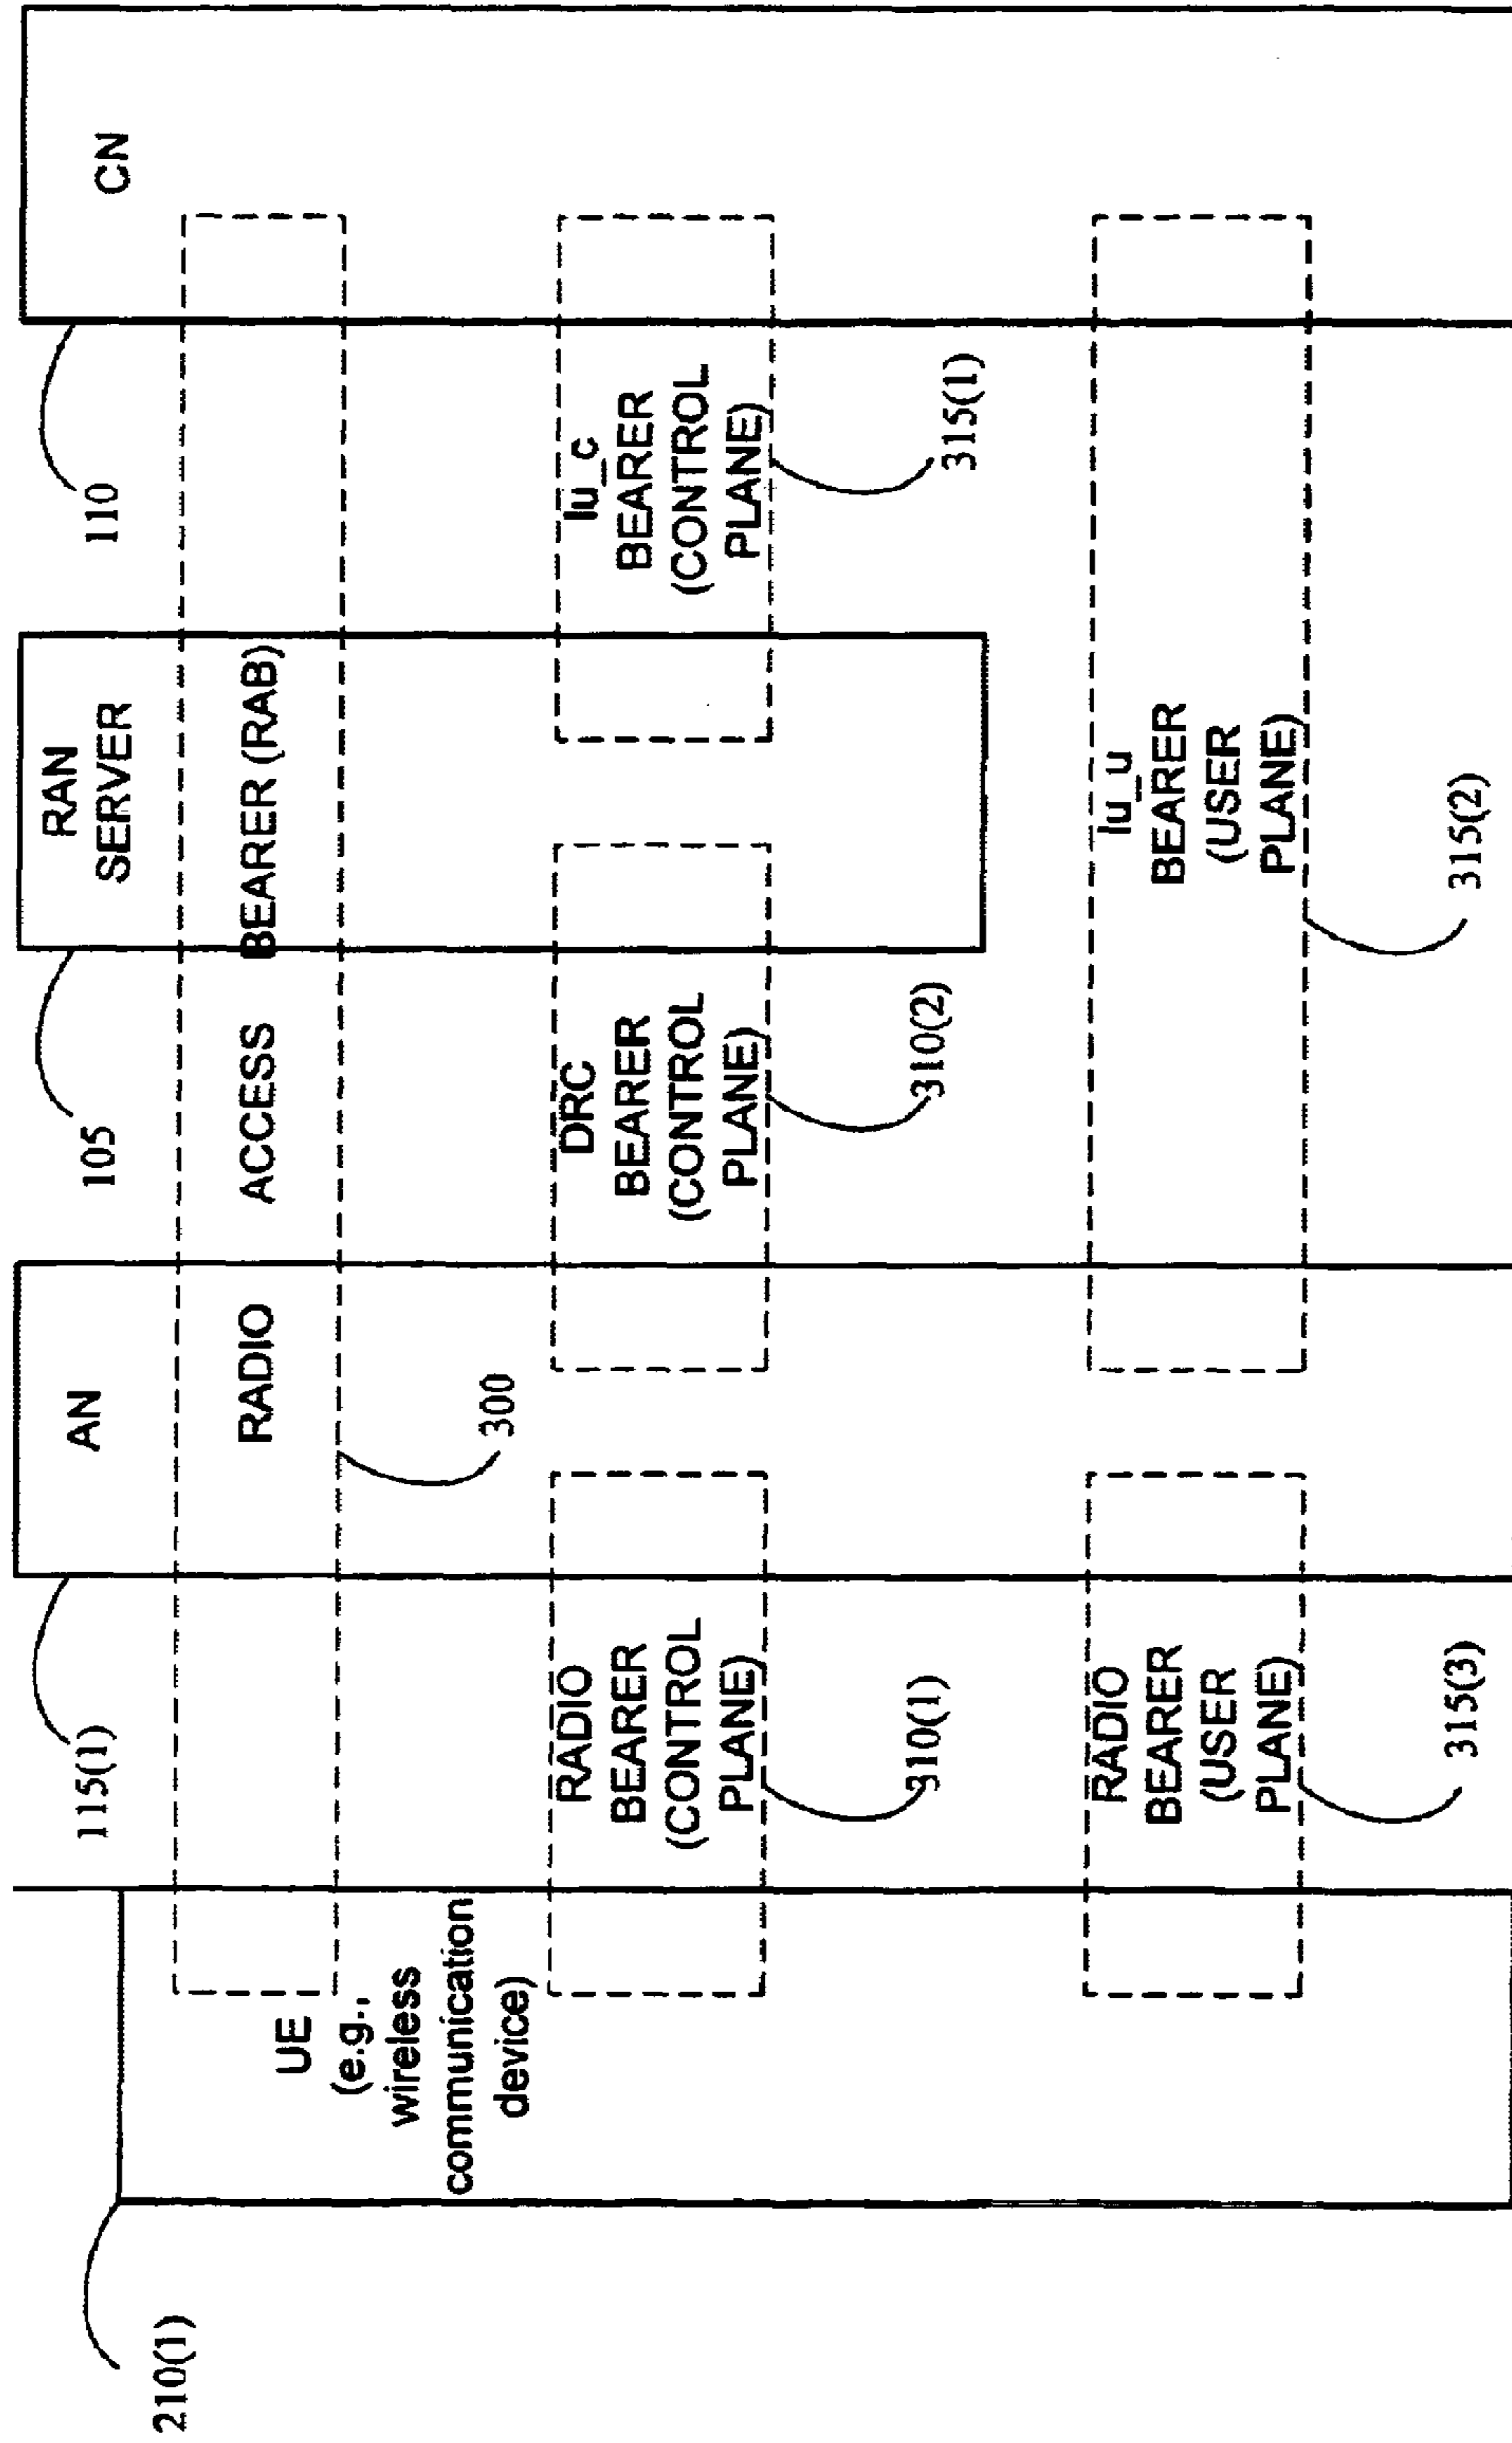 210(1)
115(1)
105
110
AN
RAN
SERVER
CN
RADIO ACCESS BEARER (RAB)
300
UE
(e.g.,
wireless
communication
device)
RADIO
BEARER
(CONTROL
PLANE)
310(1)
DRC
BEARER
(CONTROL
PLANE)
310(2)
Iu_c
BEARER
(CONTROL
PLANE)
315(1)
RADIO
BEARER
(USER
PLANE)
315(3)
Iu_u
BEARER
(USER
PLANE)
315(2)